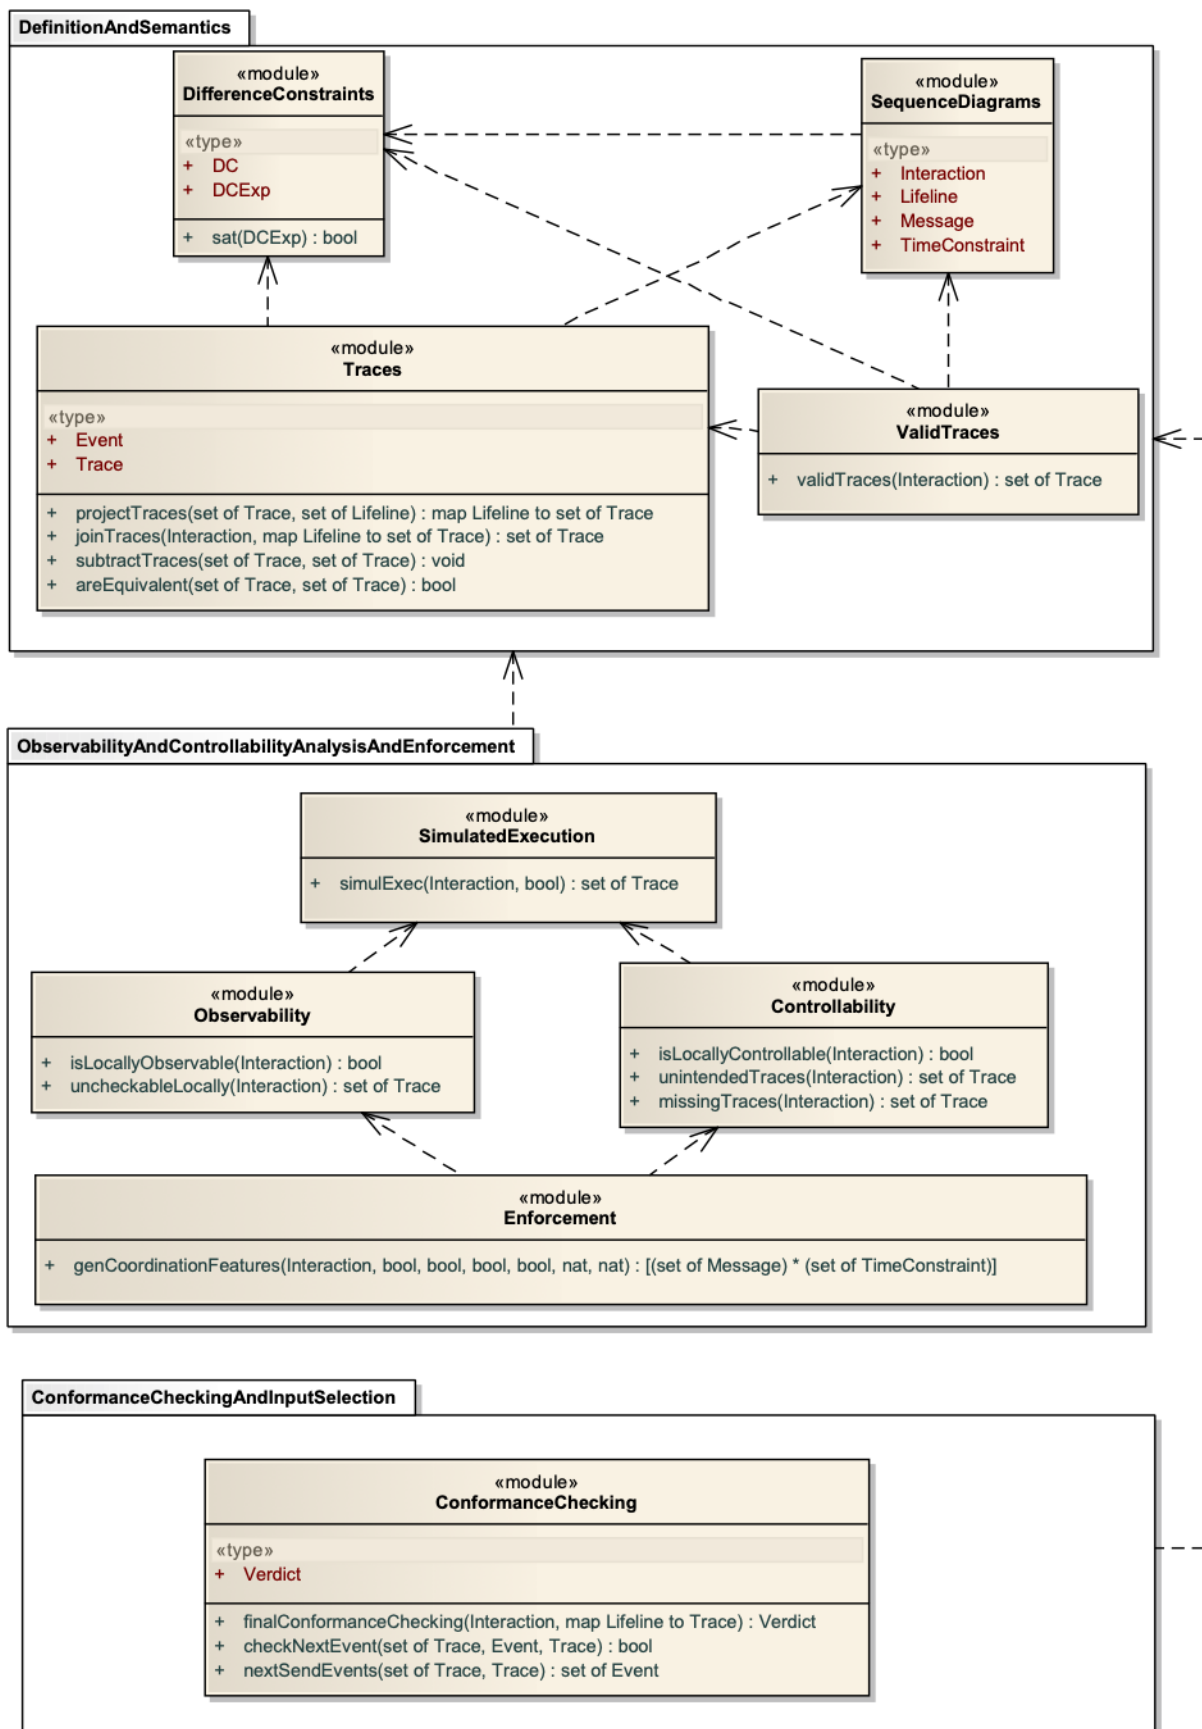 DefinitionAndSemantics
«module»
DifferenceConstraints
«type»
+ DC
+ DCExp
+ sat(DCExp) : bool
«module»
SequenceDiagrams
«type»
+ Interaction
+ Lifeline
+ Message
+ TimeConstraint
«module»
Traces
«type»
+ Event
+ Trace
+ projectTraces(set of Trace, set of Lifeline) : map Lifeline to set of Trace
+ joinTraces(Interaction, map Lifeline to set of Trace) : set of Trace
+ subtractTraces(set of Trace, set of Trace) : void
+ areEquivalent(set of Trace, set of Trace) : bool
«module»
ValidTraces
+ validTraces(Interaction) : set of Trace
ObservabilityAndControllabilityAnalysisAndEnforcement
«module»
SimulatedExecution
+ simulExec(Interaction, bool) : set of Trace
«module»
Observability
+ isLocallyObservable(Interaction) : bool
+ uncheckableLocally(Interaction) : set of Trace
«module»
Controllability
+ isLocallyControllable(Interaction) : bool
+ unintendedTraces(Interaction) : set of Trace
+ missingTraces(Interaction) : set of Trace
«module»
Enforcement
+ genCoordinationFeatures(Interaction, bool, bool, bool, bool, nat, nat) : [(set of Message) * (set of TimeConstraint)]
ConformanceCheckingAndInputSelection
«module»
ConformanceChecking
«type»
+ Verdict
+ finalConformanceChecking(Interaction, map Lifeline to Trace) : Verdict
+ checkNextEvent(set of Trace, Event, Trace) : bool
+ nextSendEvents(set of Trace, Trace) : set of Event